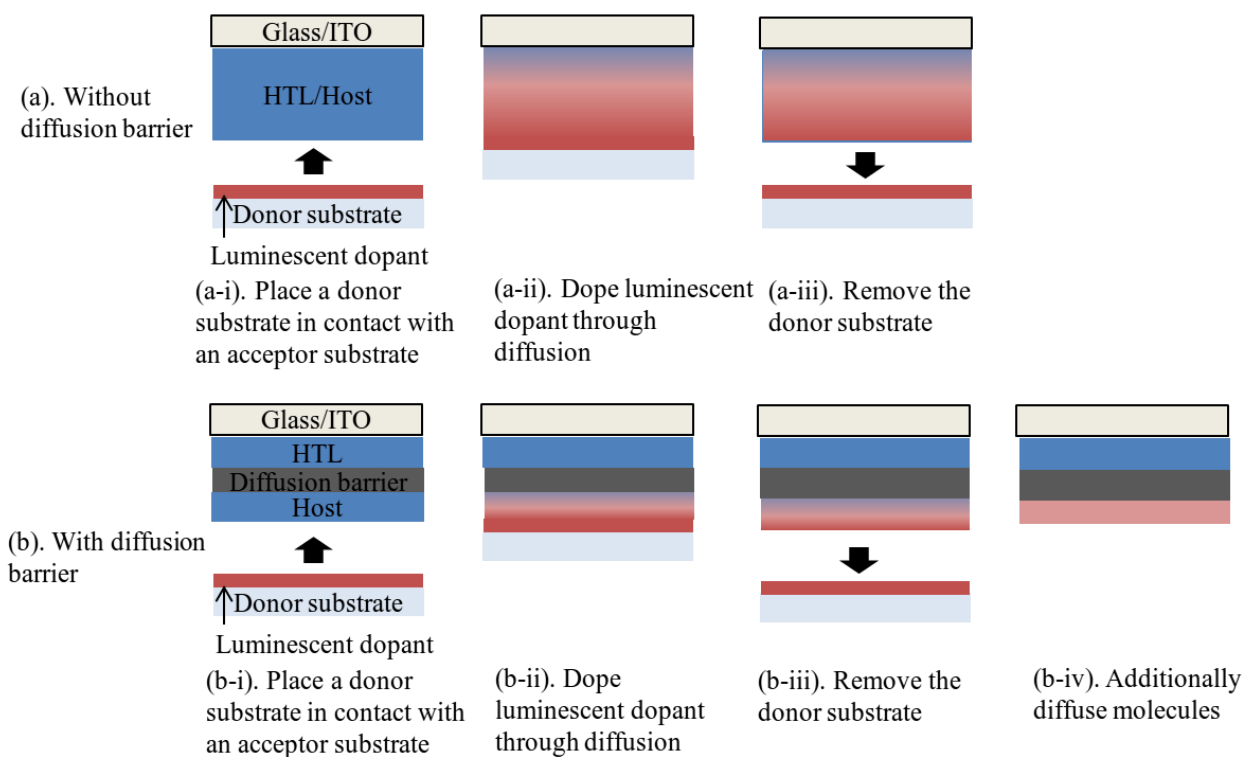 Glass/ITO
HTL/Host
(a). Without
diffusion barrier
Donor substrate
Luminescent dopant
(a-i). Place a donor
substrate in contact with
an acceptor substrate
(a-ii). Dope luminescent
dopant through
diffusion
(a-iii). Remove the
donor substrate
Glass/ITO
HTL
Diffusion barrier
Host
(b). With diffusion
barrier
Donor substrate
Luminescent dopant
(b-i). Place a donor
substrate in contact with
an acceptor substrate
(b-ii). Dope
luminescent dopant
through diffusion
(b-iii). Remove the
donor substrate
(b-iv). Additionally
diffuse molecules